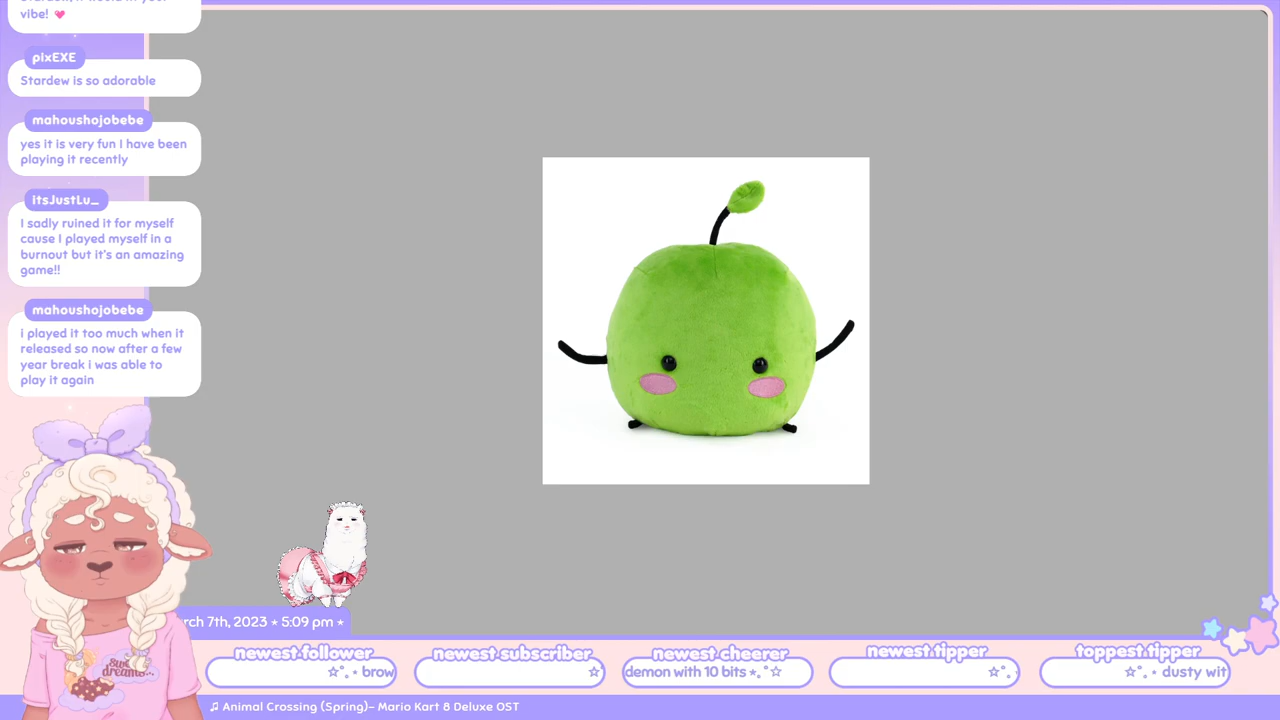 vibe!
pixEXE
Stardew is so adorable
mahoushojobebe
yes it is very fun I have been
playing it recently
ItsJustLu_
I sadly ruined it for myself
cause I played myself in a
burnout but it's an amazing
game!!
mahoushojobebe
i played it too much when it
released so now after a few
year break i was able to
play it again
sweet
dreams...
rch 7th, 2023 ⋆ 5:09 pm ⋆
newest follower
☆°｡⋆ brow
newest subscriber
☆
newest cheerer
demon with 10 bits ⋆｡°☆
newest tipper
☆°｡
toppest tipper
☆°｡⋆ dusty wit
♫ Animal Crossing (Spring)- Mario Kart 8 Deluxe OST